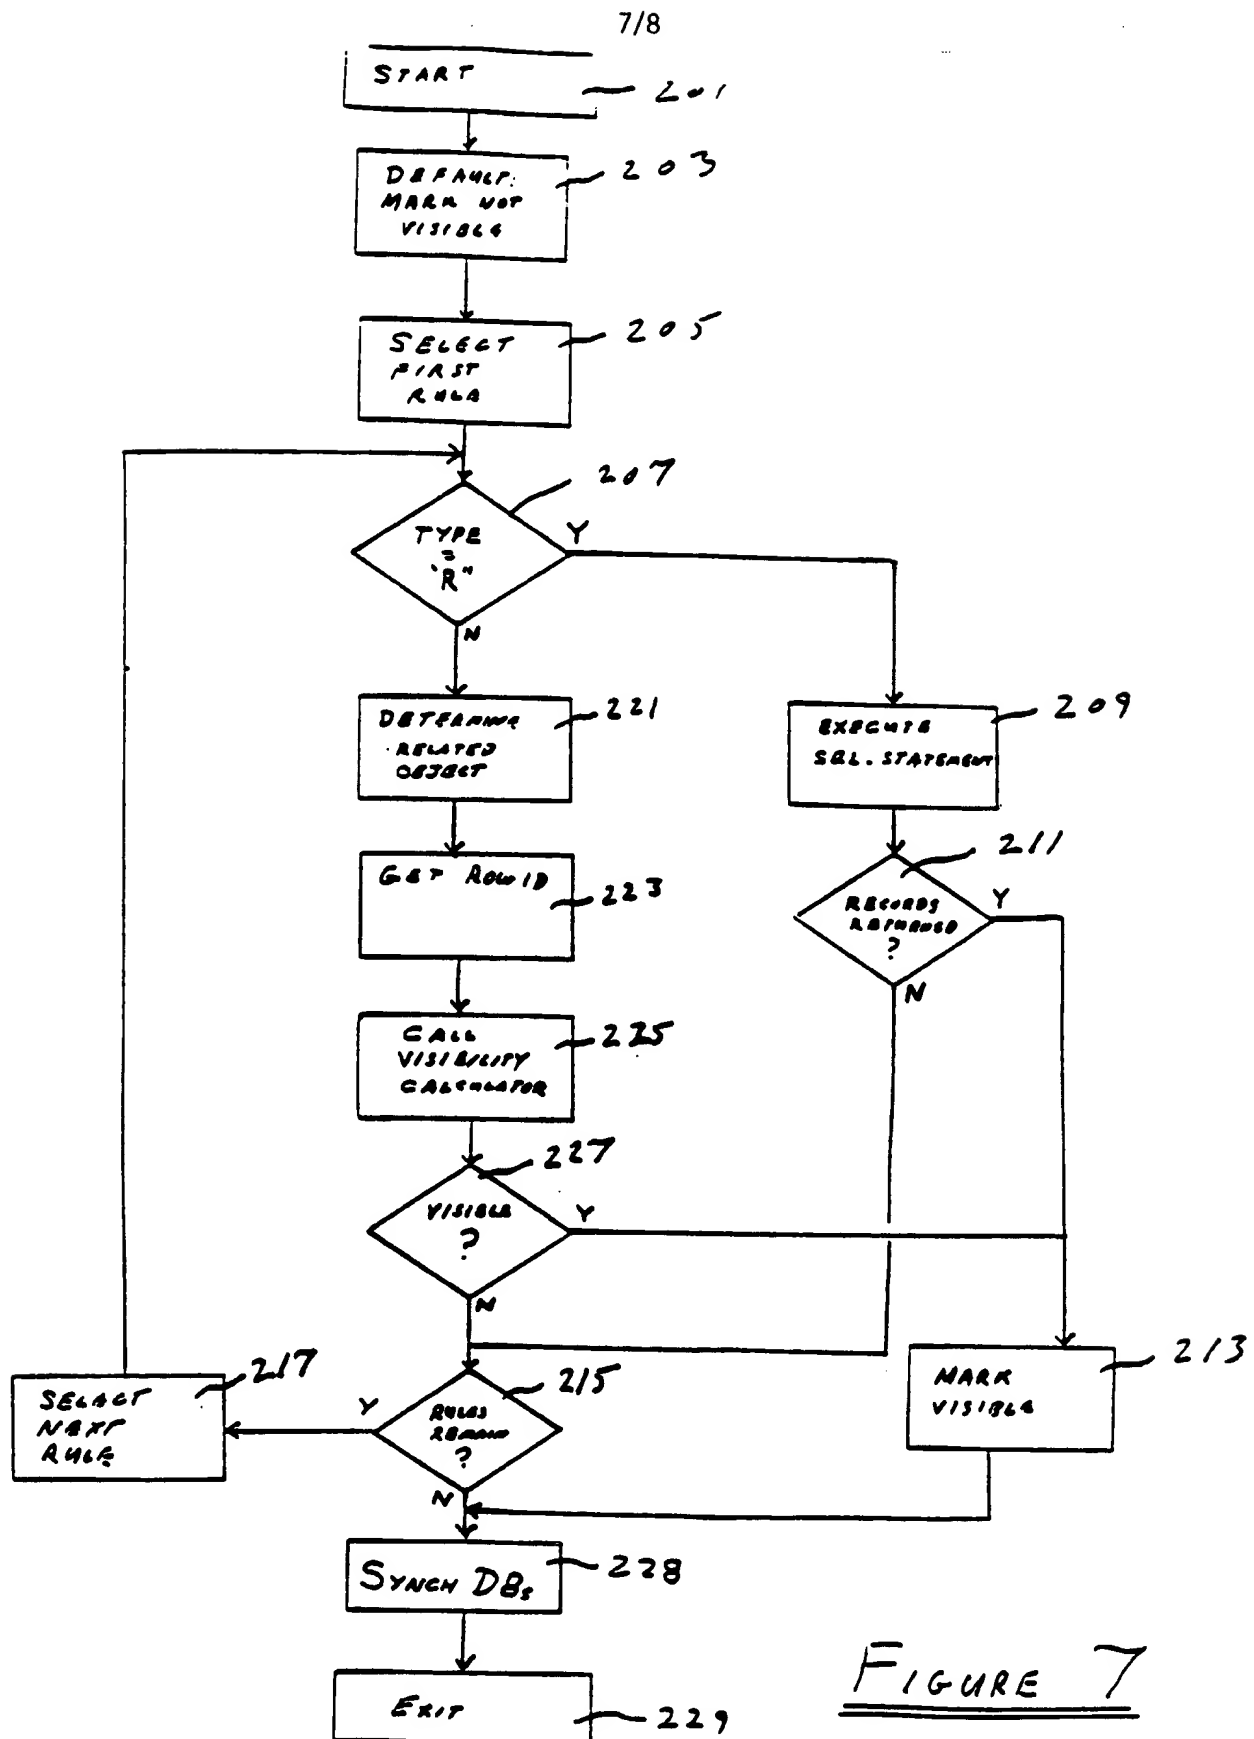 7/8
START
201
DEFAULT:
MARK NOT
VISIBLE
203
SELECT
FIRST
RULE
205
207
TYPE
=
"R"
Y
N
DETERMINE
RELATED
OBJECT
221
EXECUTE
SQL. STATEMENT
209
GET ROW ID
223
211
RECORDS
RETURNED
?
Y
N
CALL
VISIBILITY
CALCULATOR
225
227
VISIBLE
?
Y
N
SELECT
NEXT
RULE
217
Y
215
RULES
REMAIN
?
N
MARK
VISIBLE
213
SYNCH DBs
228
EXIT
229
FIGURE 7